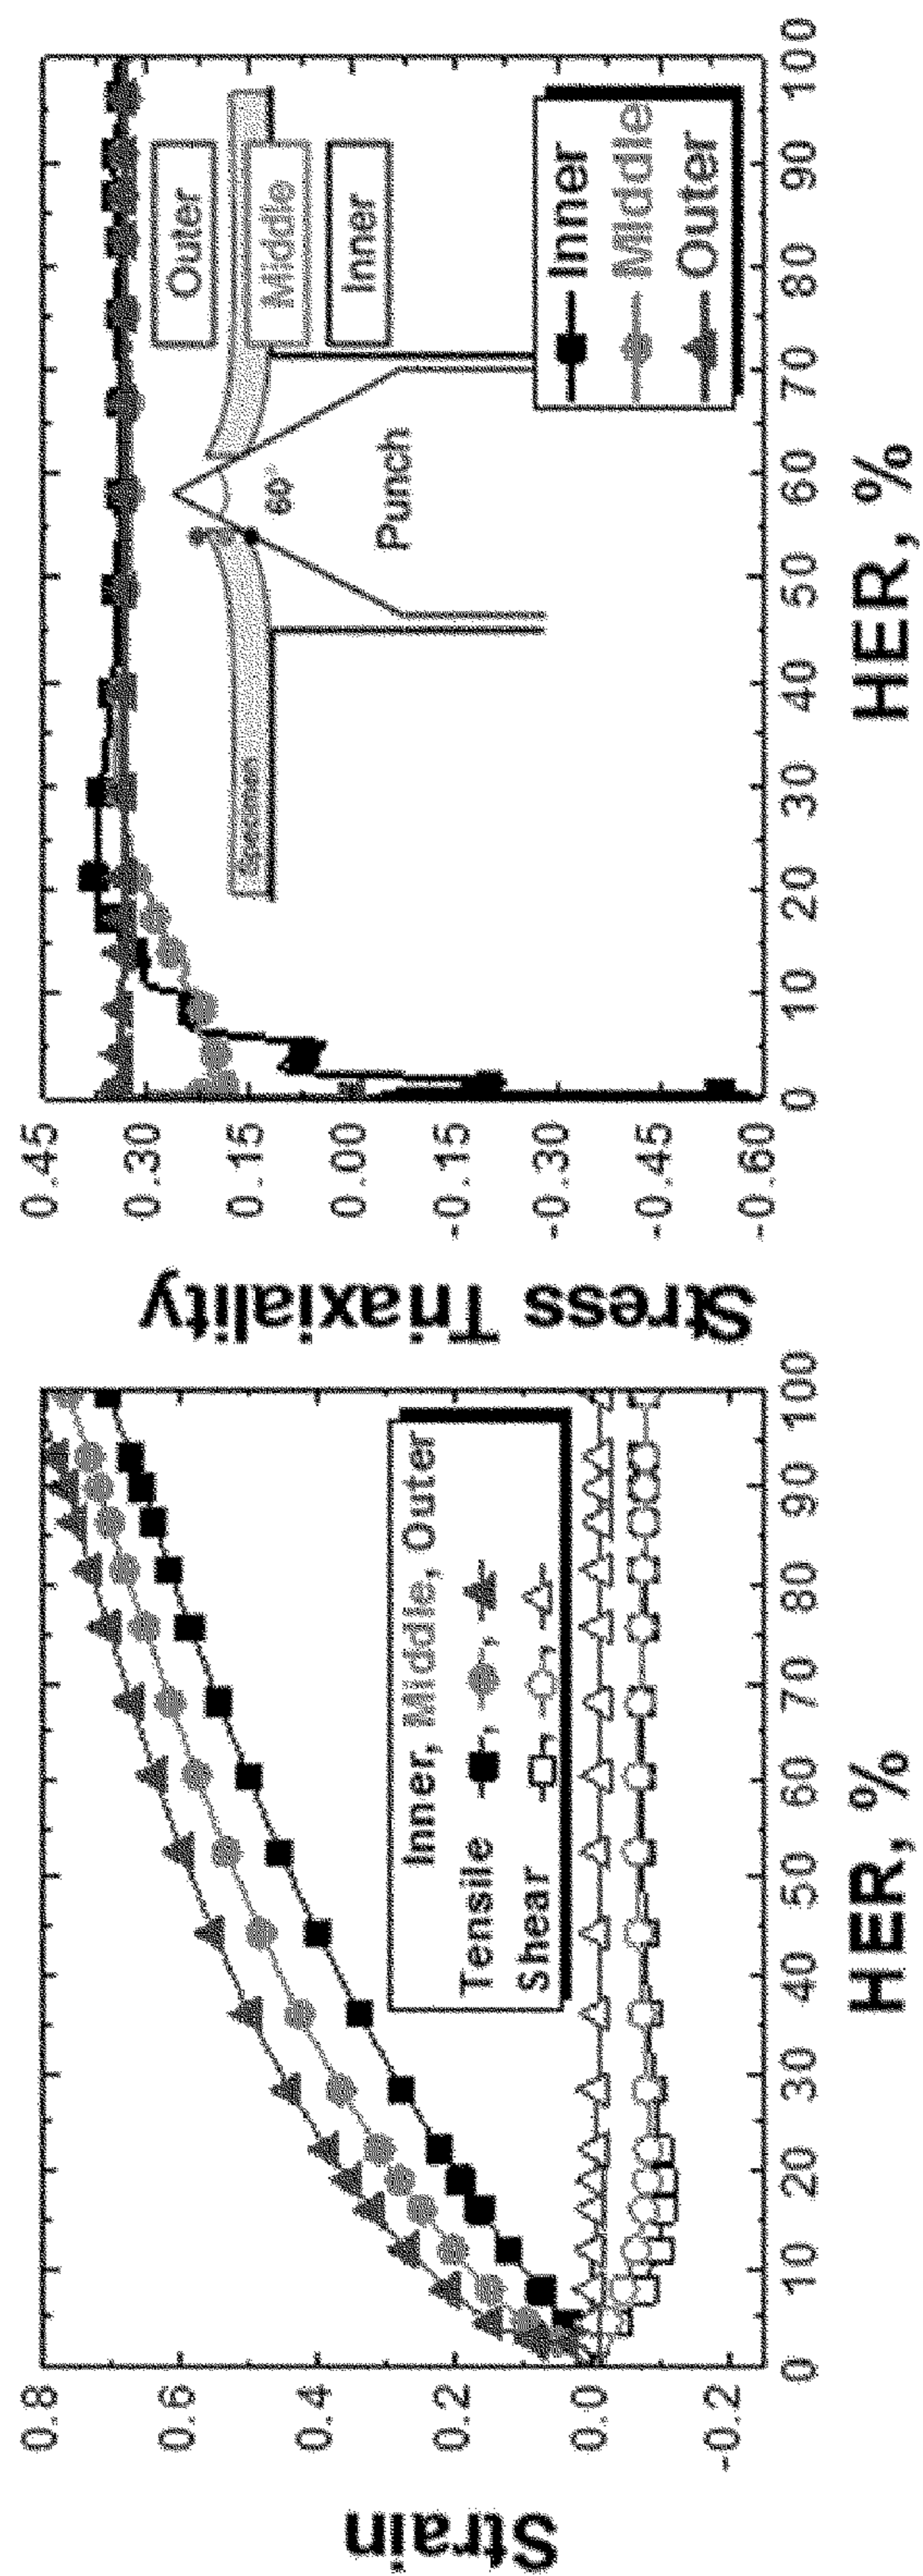 Strain
0.8
0.6
0.4
0.2
0.0
-0.2
Inner, Middle, Outer
Tensile
Shear
0 10 20 30 40 50 60 70 80 90 100
HER, %
Stress Triaxiality
0.45
0.30
0.15
0.00
-0.15
-0.30
-0.45
-0.60
Outer
Middle
Inner
Specimen
60°
Punch
Inner
Middle
Outer
0 10 20 30 40 50 60 70 80 90 100
HER, %